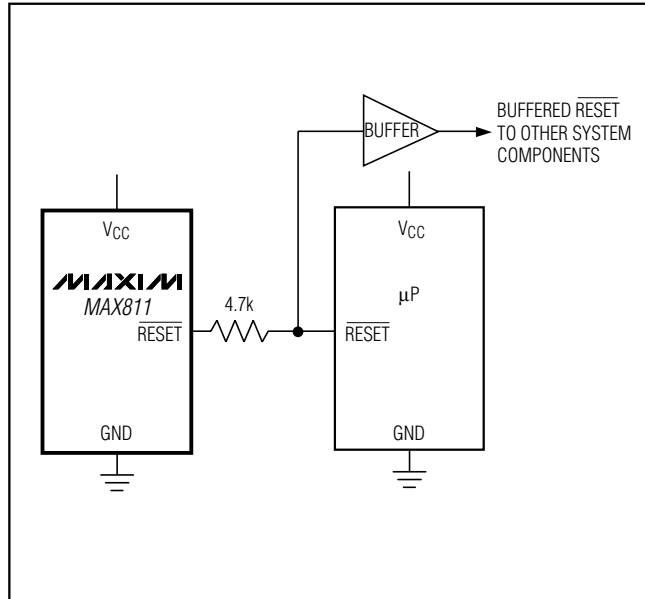 BUFFER
BUFFERED RESET
TO OTHER SYSTEM
COMPONENTS
VCC
MAXIM
MAX811
RESET
GND
4.7k
VCC
μP
RESET
GND